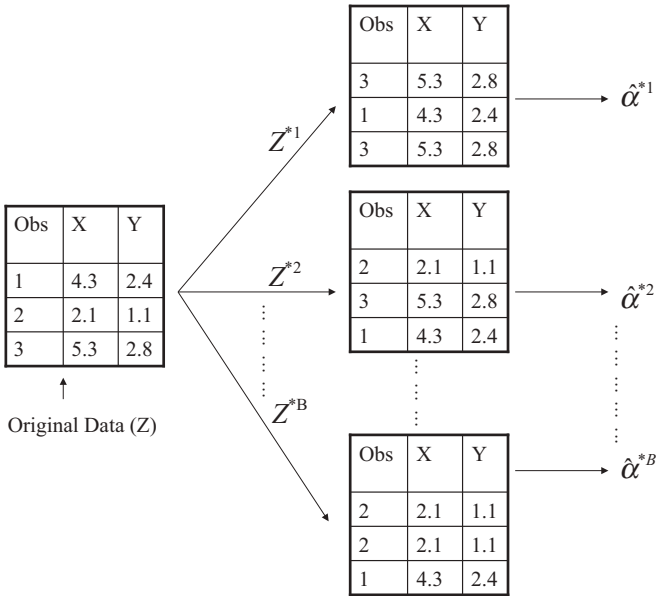 Obs X Y
3 5.3 2.8
1 4.3 2.4
3 5.3 2.8
α̂*1
Z*1
Obs X Y
1 4.3 2.4
2 2.1 1.1
3 5.3 2.8
Original Data (Z)
Z*2
Obs X Y
2 2.1 1.1
3 5.3 2.8
1 4.3 2.4
α̂*2
Z*B
Obs X Y
2 2.1 1.1
2 2.1 1.1
1 4.3 2.4
α̂*B